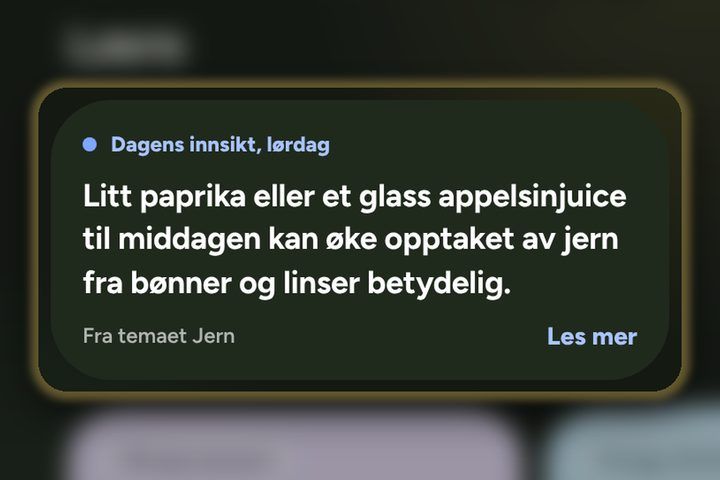 Dagens innsikt, lørdag
Litt paprika eller et glass appelsinjuice
til middagen kan øke opptaket av jern
fra bønner og linser betydelig.
Fra temaet Jern
Les mer